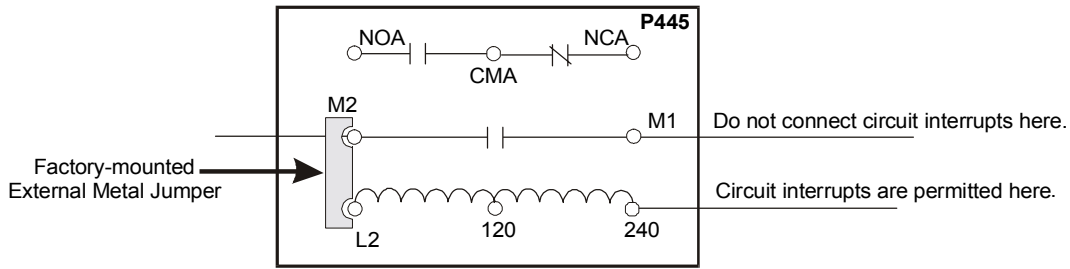 P445
NOA
NCA
CMA
M2
M1
Do not connect circuit interrupts here.
Factory-mounted
External Metal Jumper
Circuit interrupts are permitted here.
L2
120
240